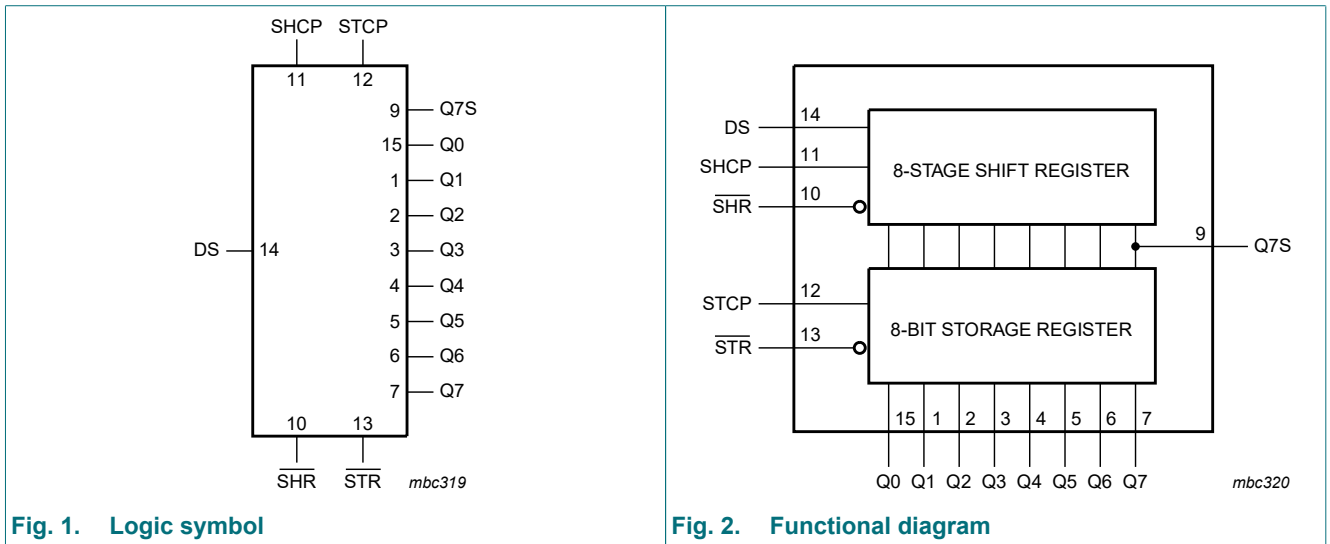 SHCP STCP
11 12
9 Q7S
15 Q0
1 Q1
2 Q2
DS 14 3 Q3
4 Q4
5 Q5
6 Q6
7 Q7
10 13
SHR STR mbc319
Fig. 1. Logic symbol
DS 14
SHCP 11
SHR 10
8-STAGE SHIFT REGISTER
9 Q7S
STCP 12
STR 13
8-BIT STORAGE REGISTER
15 1 2 3 4 5 6 7
Q0 Q1 Q2 Q3 Q4 Q5 Q6 Q7 mbc320
Fig. 2. Functional diagram